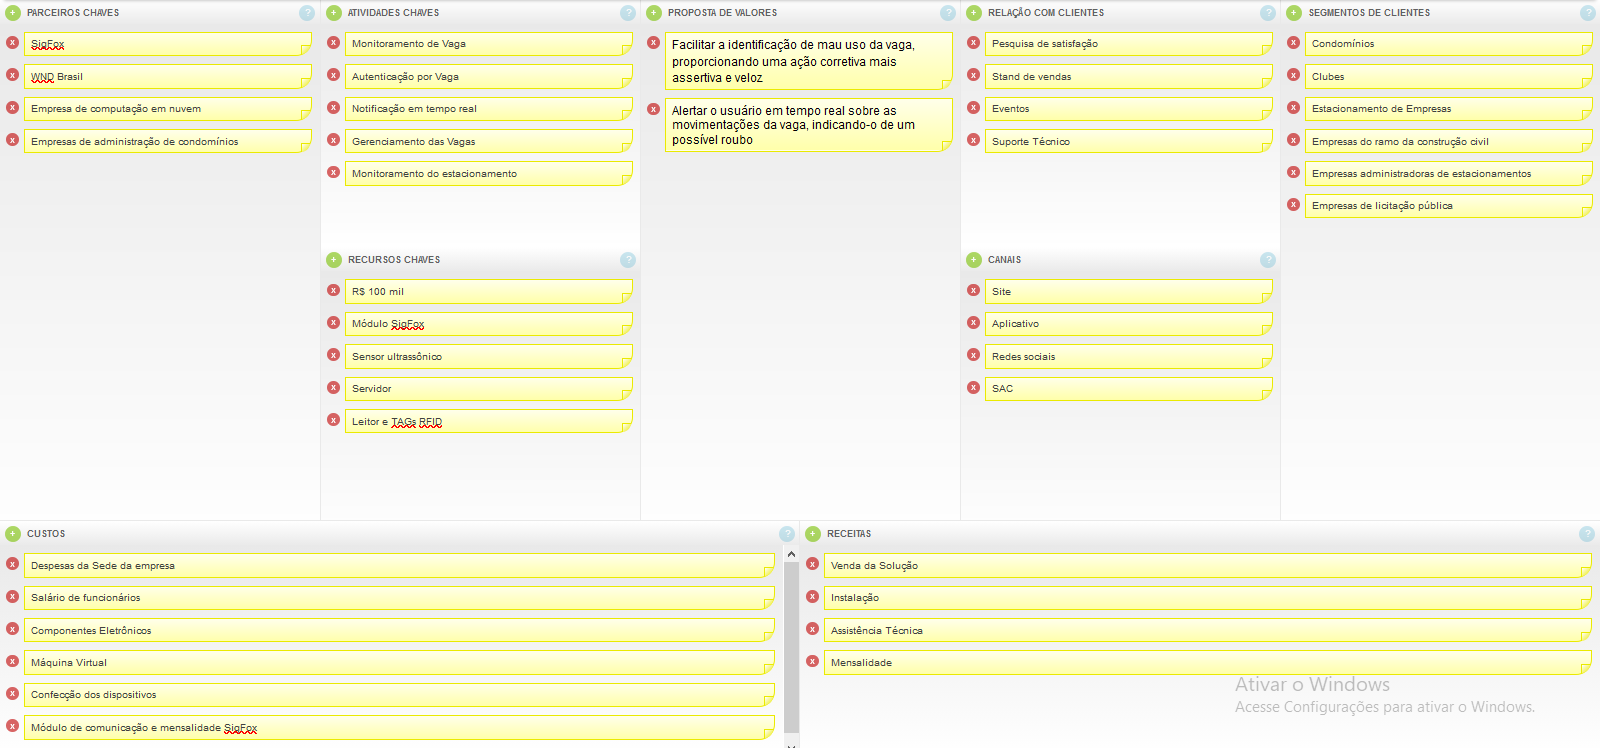 PARCEIROS CHAVES
SigFox
WND Brasil
Empresa de computação em nuvem
Empresas de administração de condomínios
ATIVIDADES CHAVES
Monitoramento de Vaga
Autenticação por Vaga
Notificação em tempo real
Gerenciamento das Vagas
Monitoramento do estacionamento
RECURSOS CHAVES
R$ 100 mil
Módulo SigFox
Sensor ultrassônico
Servidor
Leitor e TAGs RFID
PROPOSTA DE VALORES
Facilitar a identificação de mau uso da vaga,
proporcionando uma ação corretiva mais
assertiva e veloz
Alertar o usuário em tempo real sobre as
movimentações da vaga, indicando-o de um
possível roubo
RELAÇÃO COM CLIENTES
Pesquisa de satisfação
Stand de vendas
Eventos
Suporte Técnico
CANAIS
Site
Aplicativo
Redes sociais
SAC
SEGMENTOS DE CLIENTES
Condomínios
Clubes
Estacionamento de Empresas
Empresas do ramo da construção civil
Empresas administradoras de estacionamentos
Empresas de licitação pública
CUSTOS
Despesas da Sede da empresa
Salário de funcionários
Componentes Eletrônicos
Máquina Virtual
Confecção dos dispositivos
Módulo de comunicação e mensalidade SigFox
RECEITAS
Venda da Solução
Instalação
Assistência Técnica
Mensalidade
Ativar o Windows
Acesse Configurações para ativar o Windows.